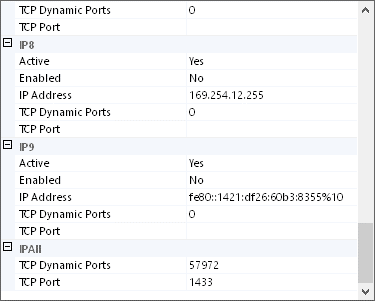 TCP Dynamic Ports 0
TCP Port
IP8
Active Yes
Enabled No
IP Address 169.254.12.255
TCP Dynamic Ports 0
TCP Port
IP9
Active Yes
Enabled No
IP Address fe80::1421:df26:60b3:8355%10
TCP Dynamic Ports 0
TCP Port
IPAll
TCP Dynamic Ports 57972
TCP Port 1433